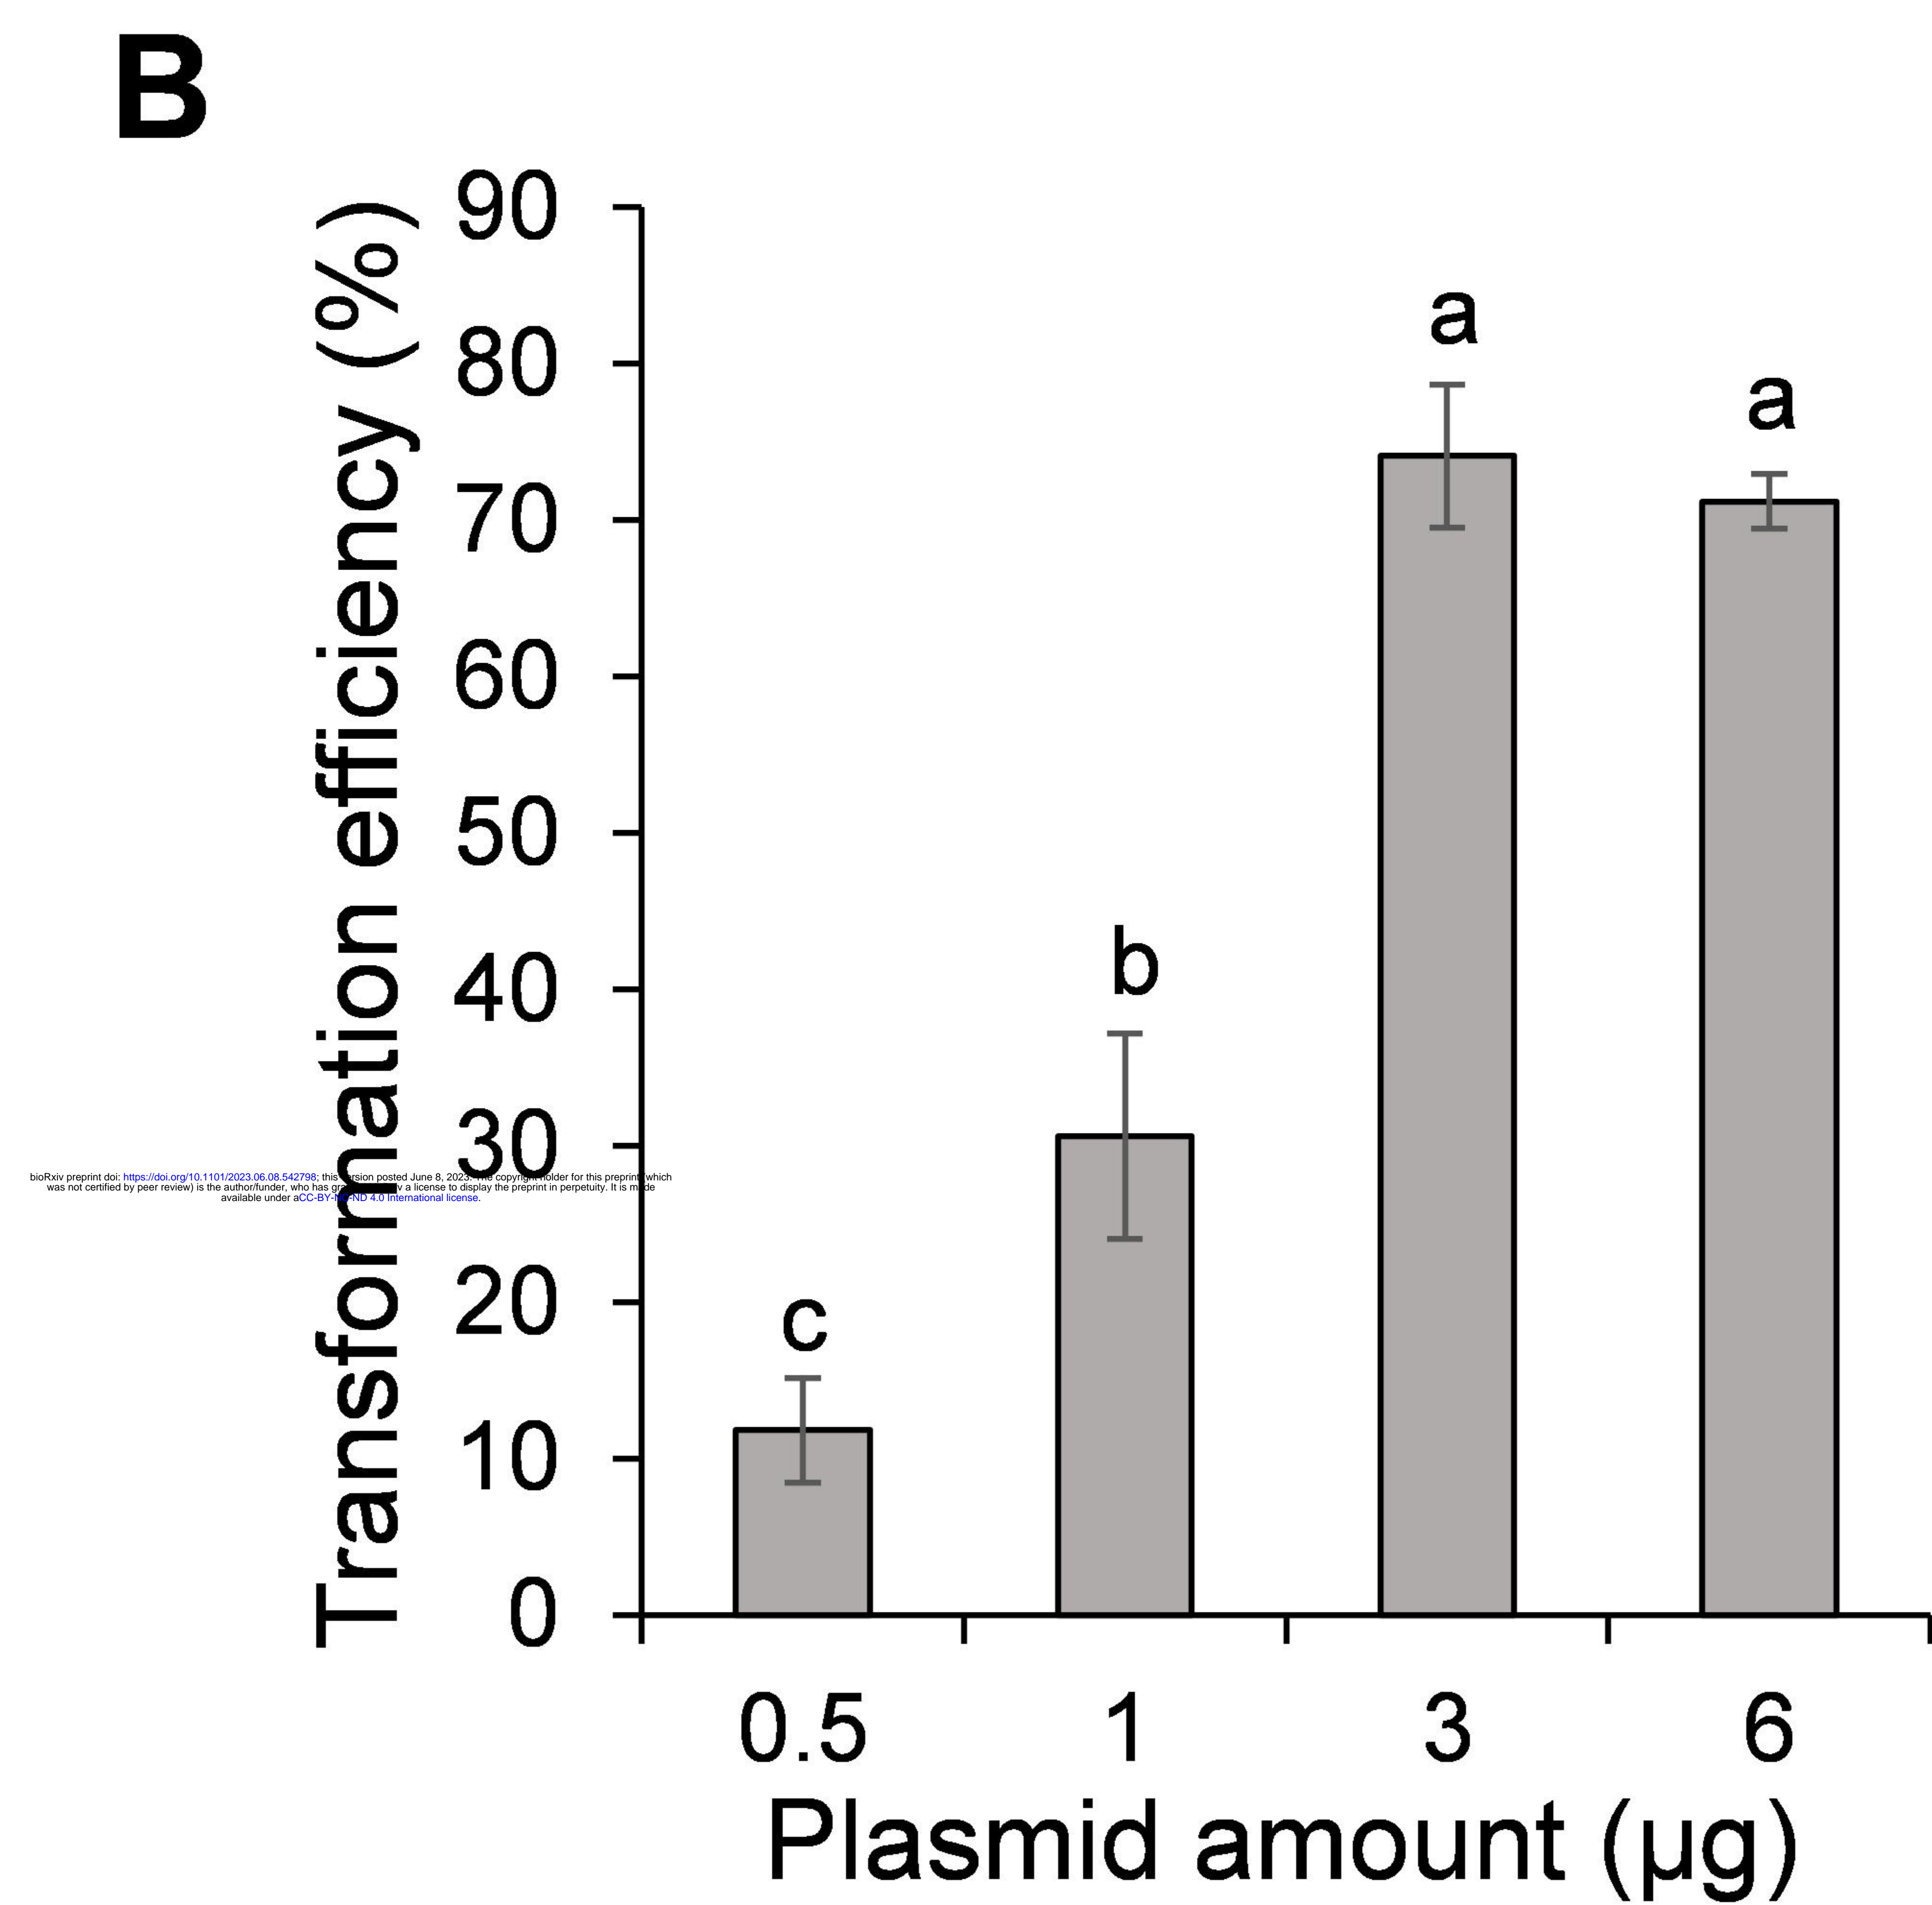 B
Transformation efficiency (%)
90
80
70
60
50
40
30
20
10
0
a
a
b
c
bioRxiv preprint doi: https://doi.org/10.1101/2023.06.08.542798; this version posted June 8, 2023. The copyright holder for this preprint (which
was not certified by peer review) is the author/funder, who has gra v a license to display the preprint in perpetuity. It is made
available under aCC-BY-NC-ND 4.0 International license.
0.5 1 3 6
Plasmid amount (µg)